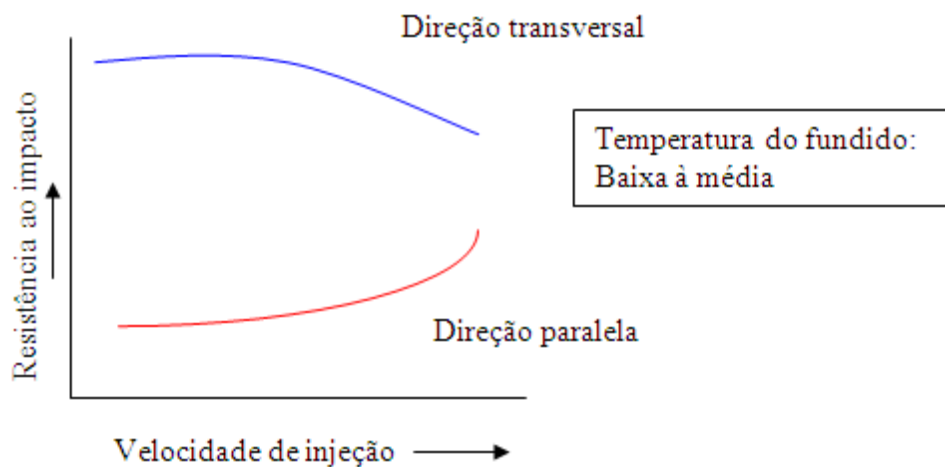 Direção transversal
Temperatura do fundido:
Baixa à média
Resistência ao impacto
Direção paralela
Velocidade de injeção